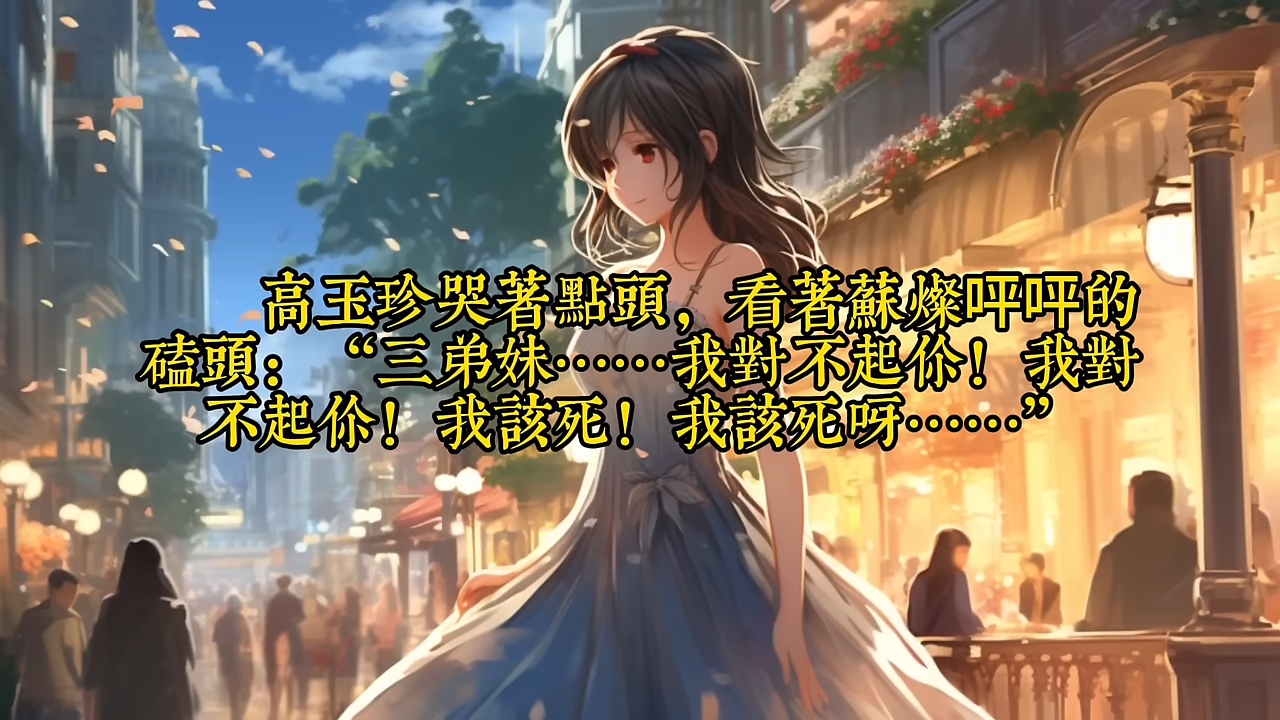 高玉珍哭著點頭，看著蘇燦呯呯的
磕頭：“三弟妹……我對不起伱！我對
不起伱！我該死！我該死呀……”